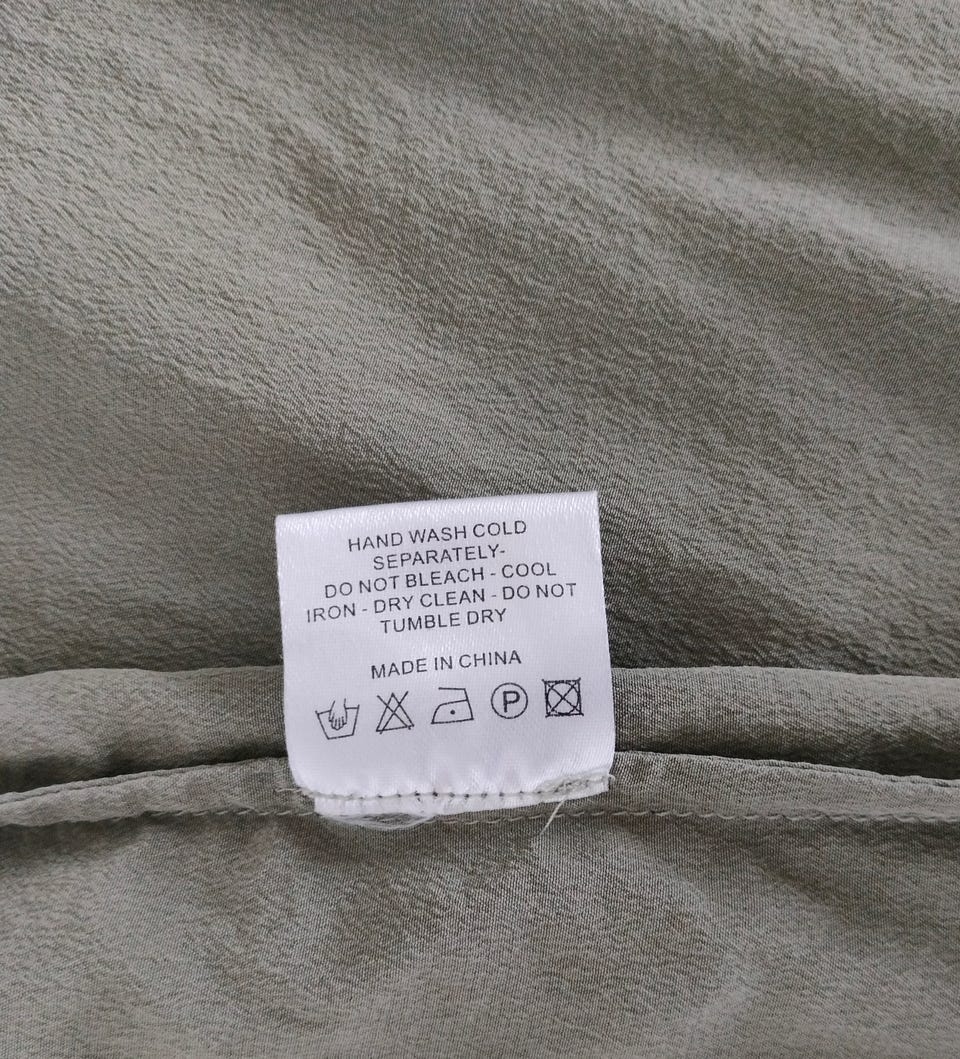 HAND WASH COLD
SEPARATELY-
DO NOT BLEACH - COOL
IRON - DRY CLEAN - DO NOT
TUMBLE DRY
MADE IN CHINA
P